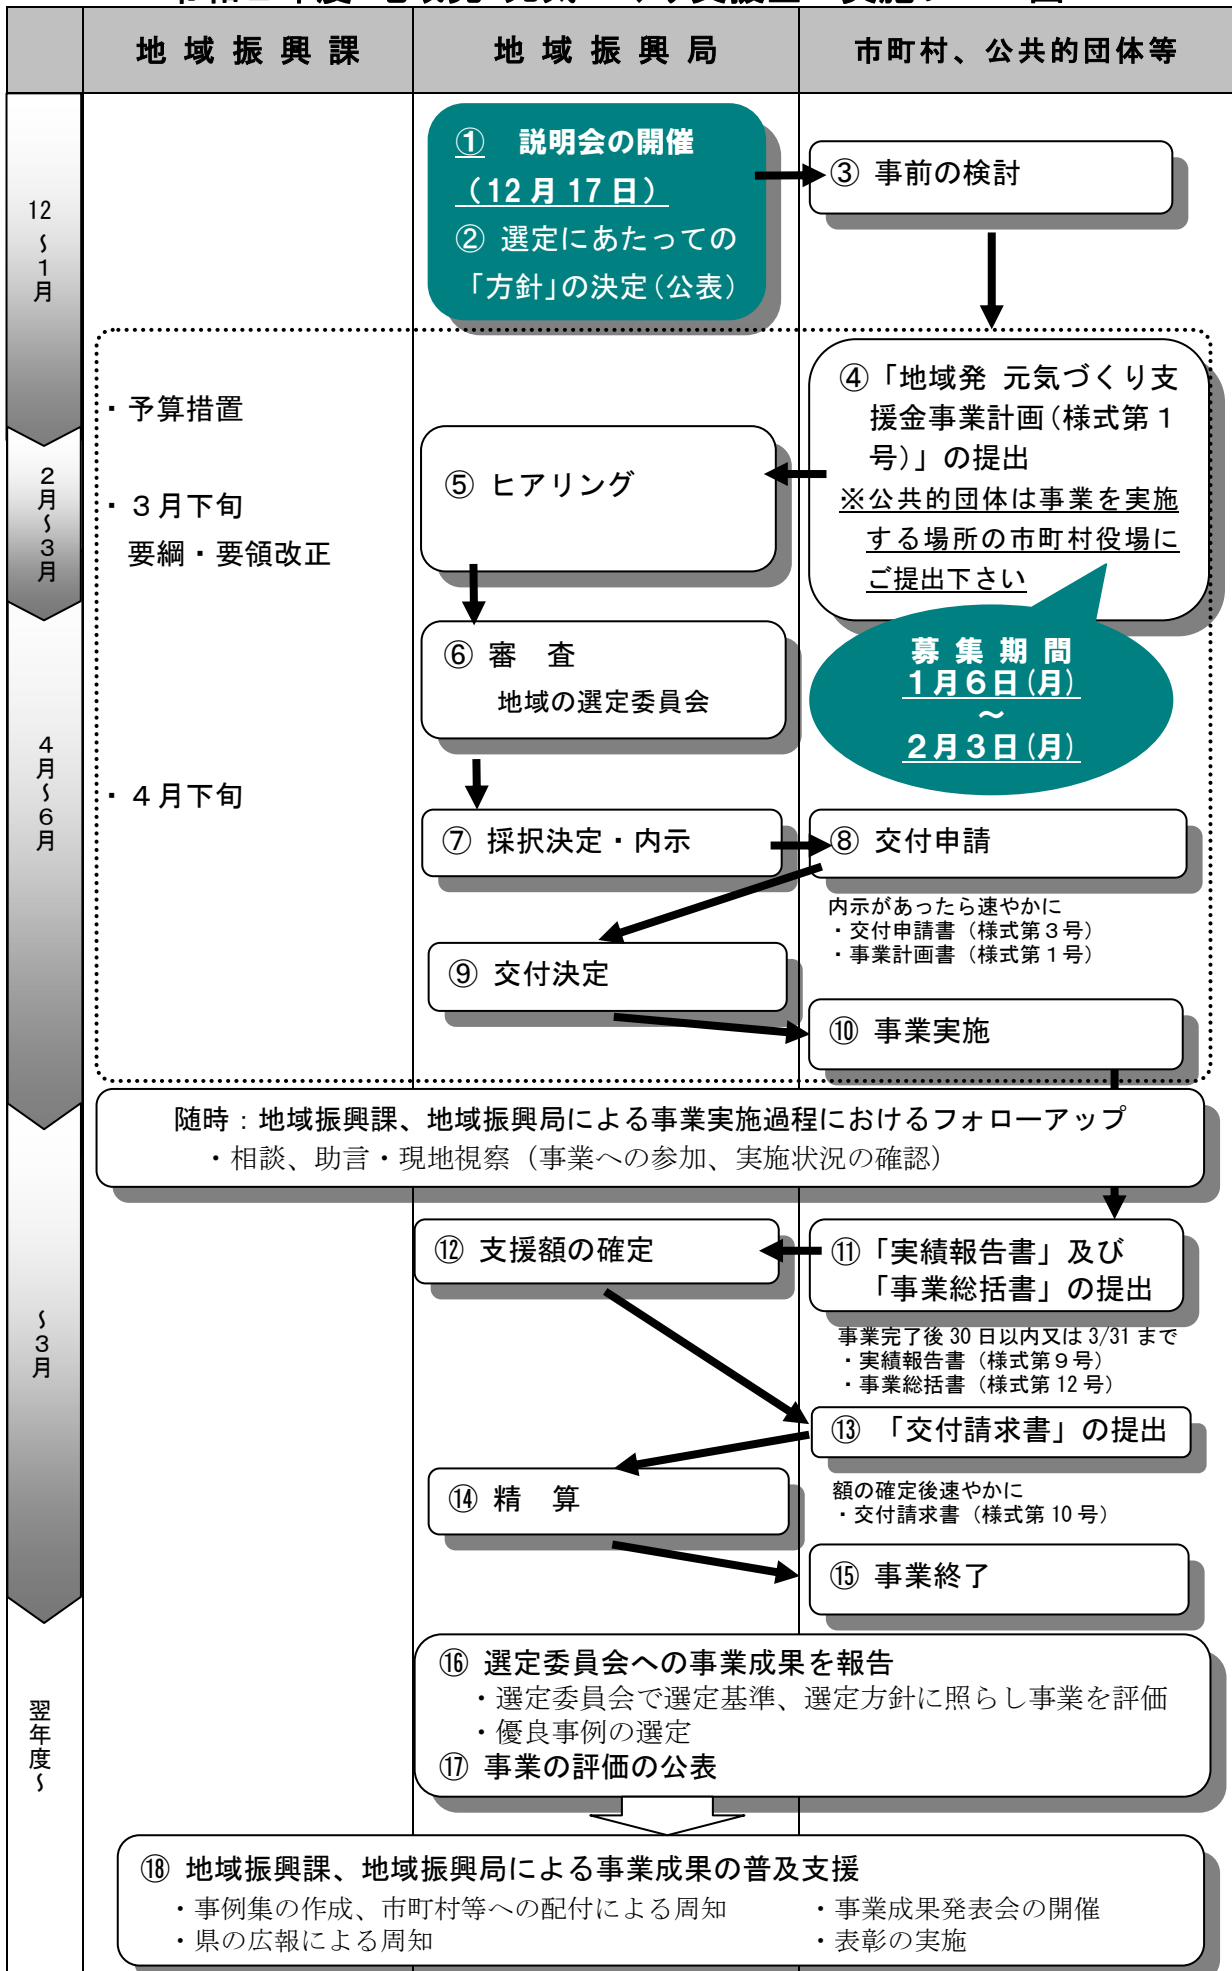 地域振興課
地域振興局
市町村、公共的団体等
12
～
1
月
① 説明会の開催
（12月17日）
② 選定にあたっての
「方針」の決定（公表）
③ 事前の検討
・予算措置
④「地域発 元気づくり支
援金事業計画（様式第１
号）」の提出
※公共的団体は事業を実施
する場所の市町村役場に
ご提出下さい
２
月
～
３
月
⑤ ヒアリング
・３月下旬
要綱・要領改正
募集期間
１月６日（月）
～
２月３日（月）
⑥ 審　査
地域の選定委員会
４
月
～
６
月
・４月下旬
⑦ 採択決定・内示
⑧ 交付申請
内示があったら速やかに
・交付申請書（様式第３号）
・事業計画書（様式第１号）
⑨ 交付決定
⑩ 事業実施
随時：地域振興課、地域振興局による事業実施過程におけるフォローアップ
・相談、助言・現地視察（事業への参加、実施状況の確認）
～
３
月
⑫ 支援額の確定
⑪「実績報告書」及び
「事業総括書」の提出
事業完了後 30 日以内又は 3/31 まで
・実績報告書（様式第９号）
・事業総括書（様式第 12 号）
⑬ 「交付請求書」の提出
額の確定後速やかに
・交付請求書（様式第 10 号）
⑭ 精　算
⑮ 事業終了
翌
年
度
～
⑯ 選定委員会への事業成果を報告
・選定委員会で選定基準、選定方針に照らし事業を評価
・優良事例の選定
⑰ 事業の評価の公表
⑱ 地域振興課、地域振興局による事業成果の普及支援
・事例集の作成、市町村等への配付による周知
・事業成果発表会の開催
・県の広報による周知
・表彰の実施